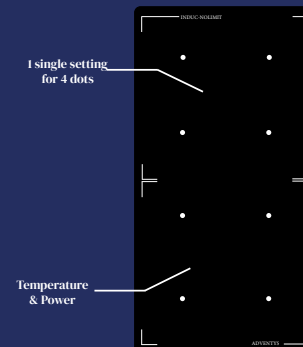 INDUC-NOLIMIT
1 single setting
for 4 dots
Temperature
& Power
ADVENTYS